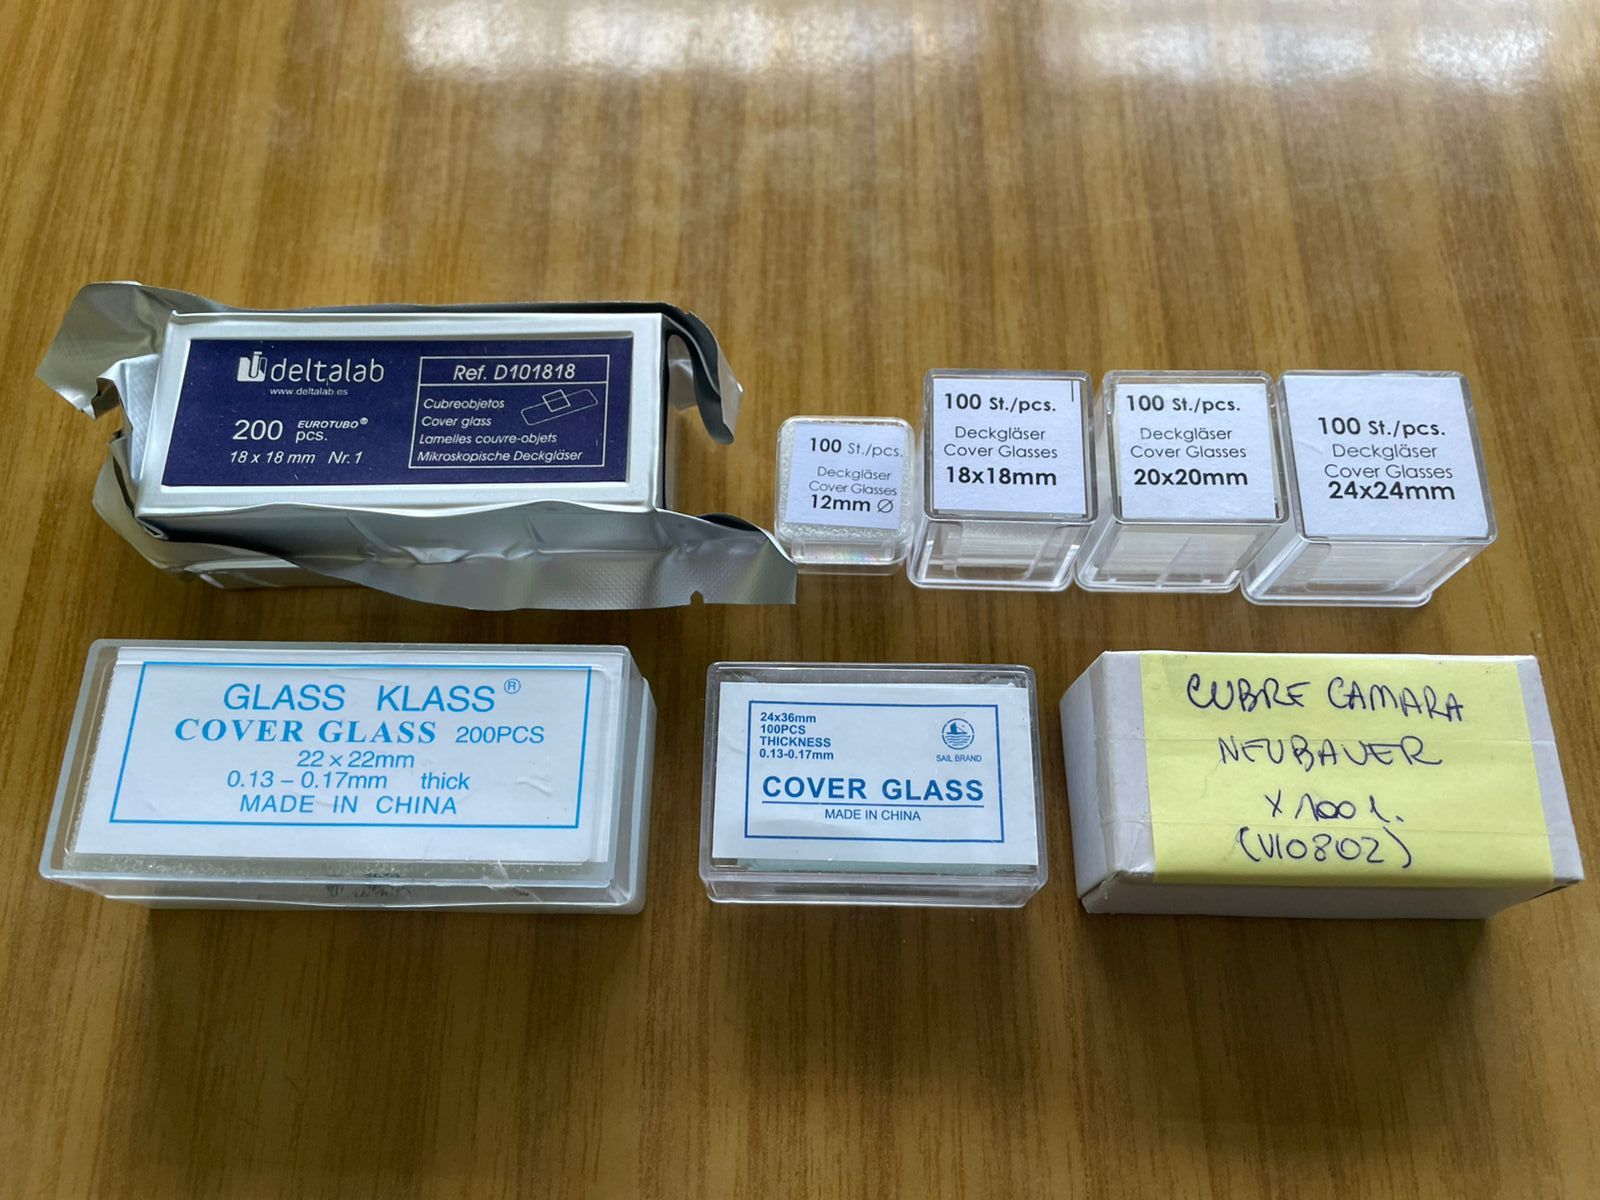 deltalab
www.deltalab.es
200 pcs. EUROTUBO®
18 x 18 mm Nr. 1
Ref. D101818
Cubreobjetos
Cover glass
Lamelles couvre-objets
Mikroskopische Deckgläser
100 St./pcs.
Deckgläser
Cover Glasses
12mm Ø
100 St./pcs.
Deckgläser
Cover Glasses
18x18mm
100 St./pcs.
Deckgläser
Cover Glasses
20x20mm
100 St./pcs.
Deckgläser
Cover Glasses
24x24mm
GLASS KLASS®
COVER GLASS 200PCS
22 × 22mm
0.13 – 0.17mm thick
MADE IN CHINA
24x36mm
100PCS
THICKNESS
0.13-0.17mm
SAIL BRAND
COVER GLASS
MADE IN CHINA
CUBRE CAMARA
NEUBAUER
X 100 L.
(V10802)